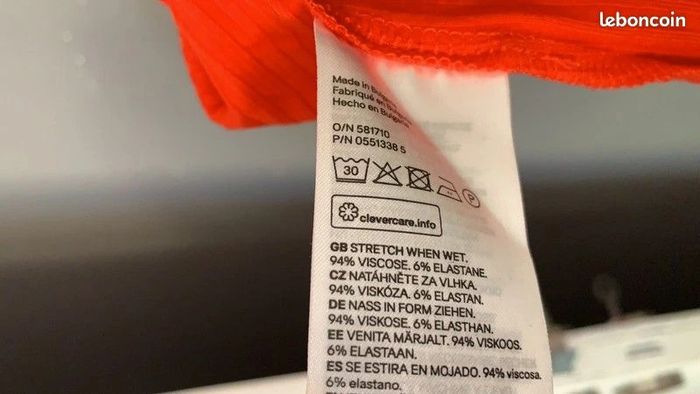 leboncoin
Made in Bulgaria
Fabriqué en Bulgarie
Hecho en Bulgaria
O/N 581710
P/N 0551338 5
30
P
clevercare.info
GB STRETCH WHEN WET.
94% VISCOSE. 6% ELASTANE.
CZ NATÁHNĚTE ZA VLHKA.
94% VISKÓZA. 6% ELASTAN.
DE NASS IN FORM ZIEHEN.
94% VISKOSE. 6% ELASTHAN.
EE VENITA MÄRJALT. 94% VISKOOS.
6% ELASTAAN.
ES SE ESTIRA EN MOJADO. 94% viscosa.
6% elastano.